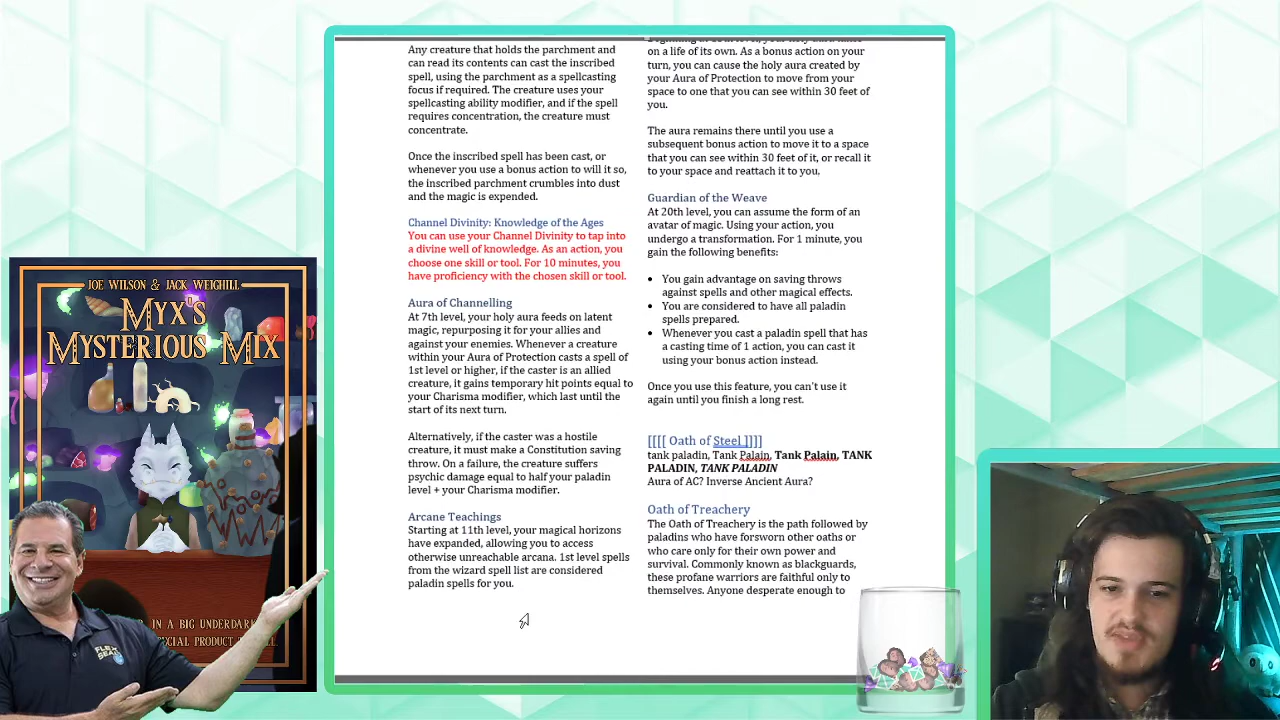 JOE WILSON & JACK WEIGHILL
MYX'S
MYSTERIOUS MIX
IN A BIG UNDERDARK
FLEX
SEAL
Any creature that holds the parchment and
can read its contents can cast the inscribed
spell, using the parchment as a spellcasting
focus if required. The creature uses your
spellcasting ability modifier, and if the spell
requires concentration, the creature must
concentrate.
Once the inscribed spell has been cast, or
whenever you use a bonus action to will it so,
the inscribed parchment crumbles into dust
and the magic is expended.
Channel Divinity: Knowledge of the Ages
You can use your Channel Divinity to tap into
a divine well of knowledge. As an action, you
choose one skill or tool. For 10 minutes, you
have proficiency with the chosen skill or tool.
Aura of Channelling
At 7th level, your holy aura feeds on latent
magic, repurposing it for your allies and
against your enemies. Whenever a creature
within your Aura of Protection casts a spell of
1st level or higher, if the caster is an allied
creature, it gains temporary hit points equal to
your Charisma modifier, which last until the
start of its next turn.
Alternatively, if the caster was a hostile
creature, it must make a Constitution saving
throw. On a failure, the creature suffers
psychic damage equal to half your paladin
level + your Charisma modifier.
Arcane Teachings
Starting at 11th level, your magical horizons
have expanded, allowing you to access
otherwise unreachable arcana. 1st level spells
from the wizard spell list are considered
paladin spells for you.
on a life of its own. As a bonus action on your
turn, you can cause the holy aura created by
your Aura of Protection to move from your
space to one that you can see within 30 feet of
you.
The aura remains there until you use a
subsequent bonus action to move it to a space
that you can see within 30 feet of it, or recall it
to your space and reattach it to you.
Guardian of the Weave
At 20th level, you can assume the form of an
avatar of magic. Using your action, you
undergo a transformation. For 1 minute, you
gain the following benefits:
• You gain advantage on saving throws
against spells and other magical effects.
• You are considered to have all paladin
spells prepared.
• Whenever you cast a paladin spell that has
a casting time of 1 action, you can cast it
using your bonus action instead.
Once you use this feature, you can't use it
again until you finish a long rest.
[[[[ Oath of Steel ]]]]
tank paladin, Tank Palain, Tank Palain, TANK
PALADIN, TANK PALADIN
Aura of AC? Inverse Ancient Aura?
Oath of Treachery
The Oath of Treachery is the path followed by
paladins who have forsworn other oaths or
who care only for their own power and
survival. Commonly known as blackguards,
these profane warriors are faithful only to
themselves. Anyone desperate enough to